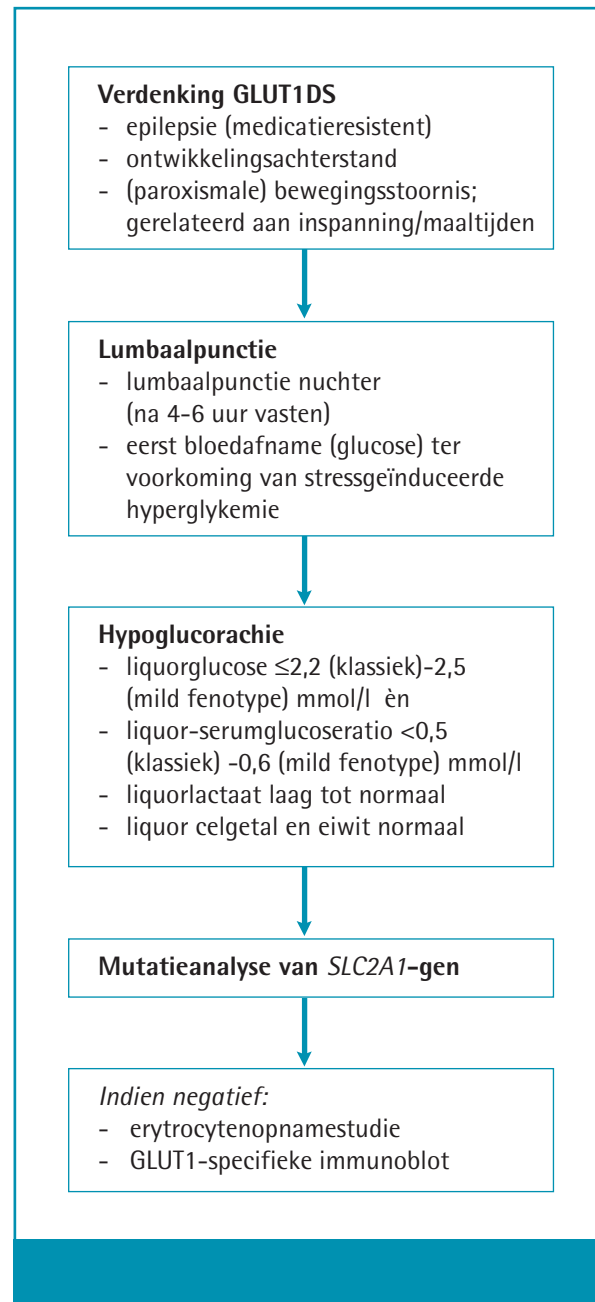 Verdenking GLUT1DS
- epilepsie (medicatieresistent)
- ontwikkelingsachterstand
- (paroxismale) bewegingsstoornis;
gerelateerd aan inspanning/maaltijden
Lumbaalpunctie
- lumbaalpunctie nuchter
(na 4-6 uur vasten)
- eerst bloedafname (glucose) ter
voorkoming van stressgeïnduceerde
hyperglykemie
Hypoglucorachie
- liquorglucose ≤2,2 (klassiek)-2,5
(mild fenotype) mmol/l èn
- liquor-serumglucoseratio <0,5
(klassiek) -0,6 (mild fenotype) mmol/l
- liquorlactaat laag tot normaal
- liquor celgetal en eiwit normaal
Mutatieanalyse van SLC2A1-gen
Indien negatief:
- erytrocytenopnamestudie
- GLUT1-specifieke immunoblot